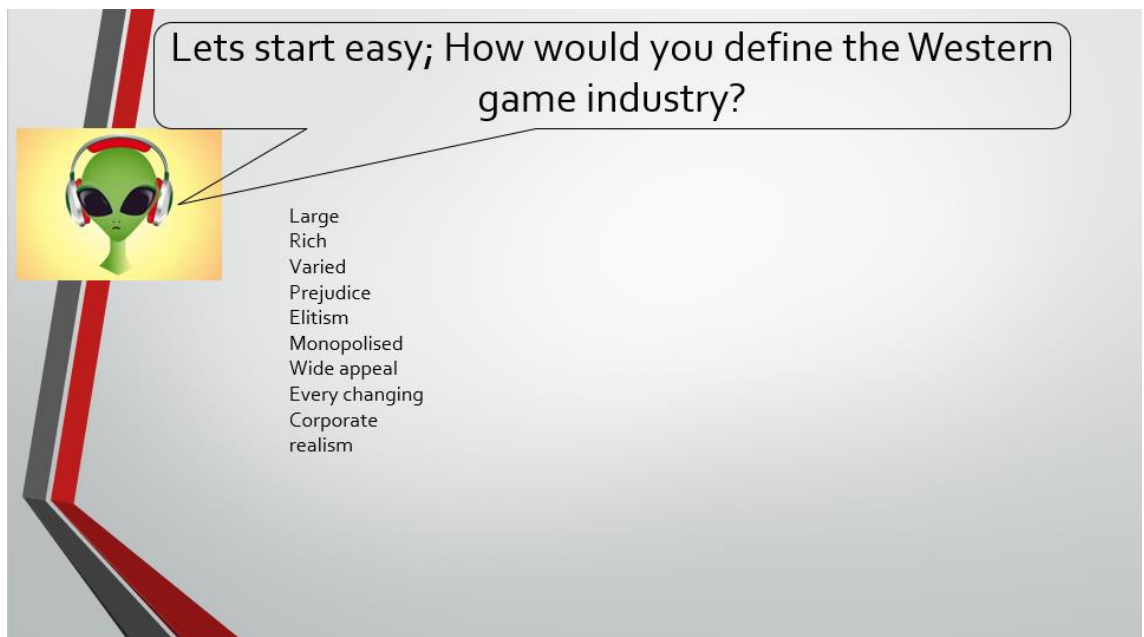 Lets start easy; How would you define the Western
game industry?
Large
Rich
Varied
Prejudice
Elitism
Monopolised
Wide appeal
Every changing
Corporate
realism